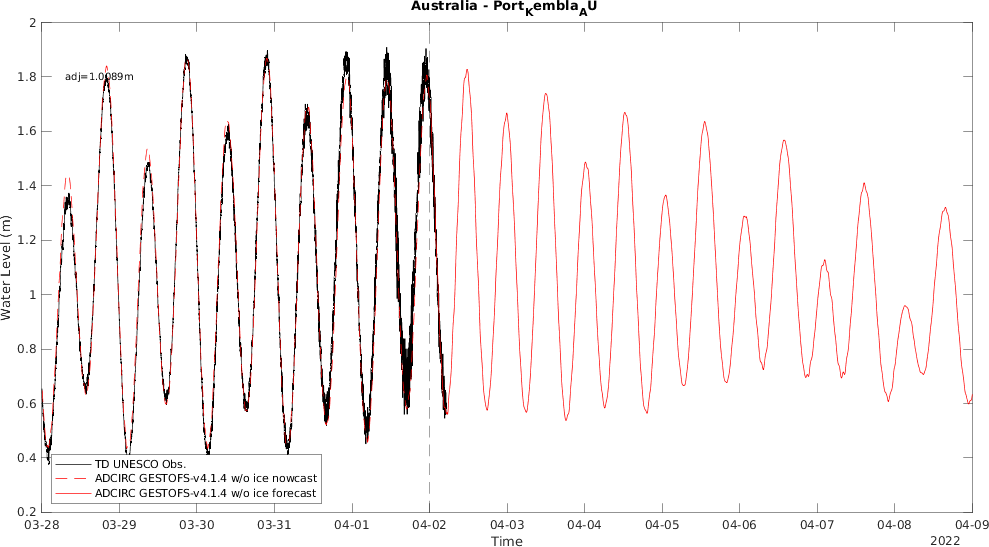 Australia - PortKemblaAU
adj=1.0089m
Water Level (m)
2
1.8
1.6
1.4
1.2
1
0.8
0.6
0.4
0.2
TD UNESCO Obs.
ADCIRC GESTOFS-v4.1.4 w/o ice nowcast
ADCIRC GESTOFS-v4.1.4 w/o ice forecast
03-28 03-29 03-30 03-31 04-01 04-02 04-03 04-04 04-05 04-06 04-07 04-08 04-09
Time
2022